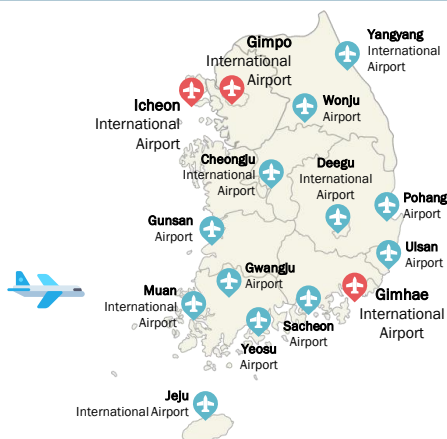 Yangyang
International
Airport
Gimpo
International
Airport
Icheon
International
Airport
Wonju
Airport
Cheongju
International
Airport
Deegu
International
Airport
Pohang
Airport
Gunsan
Airport
Ulsan
Airport
Gwangju
Airport
Muan
International
Airport
Gimhae
International
Airport
Sacheon
Airport
Yeosu
Airport
Jeju
International Airport